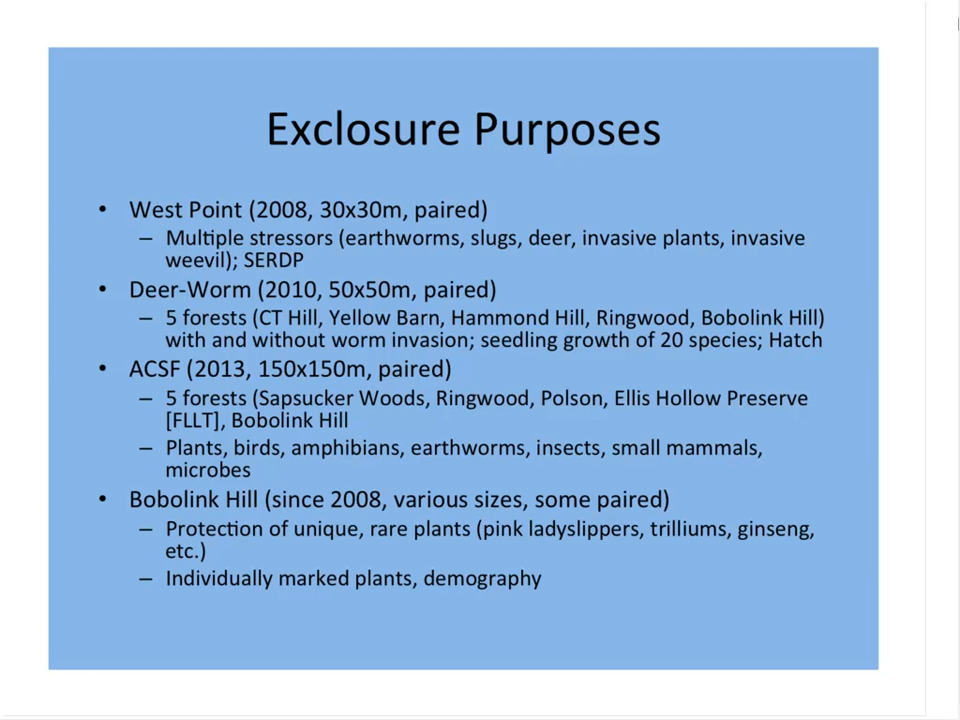 Exclosure Purposes
• West Point (2008, 30x30m, paired)
– Multiple stressors (earthworms, slugs, deer, invasive plants, invasive
weevil); SERDP
• Deer-Worm (2010, 50x50m, paired)
– 5 forests (CT Hill, Yellow Barn, Hammond Hill, Ringwood, Bobolink Hill)
with and without worm invasion; seedling growth of 20 species; Hatch
• ACSF (2013, 150x150m, paired)
– 5 forests (Sapsucker Woods, Ringwood, Polson, Ellis Hollow Preserve
[FLLT], Bobolink Hill
– Plants, birds, amphibians, earthworms, insects, small mammals,
microbes
• Bobolink Hill (since 2008, various sizes, some paired)
– Protection of unique, rare plants (pink ladyslippers, trilliums, ginseng,
etc.)
– Individually marked plants, demography